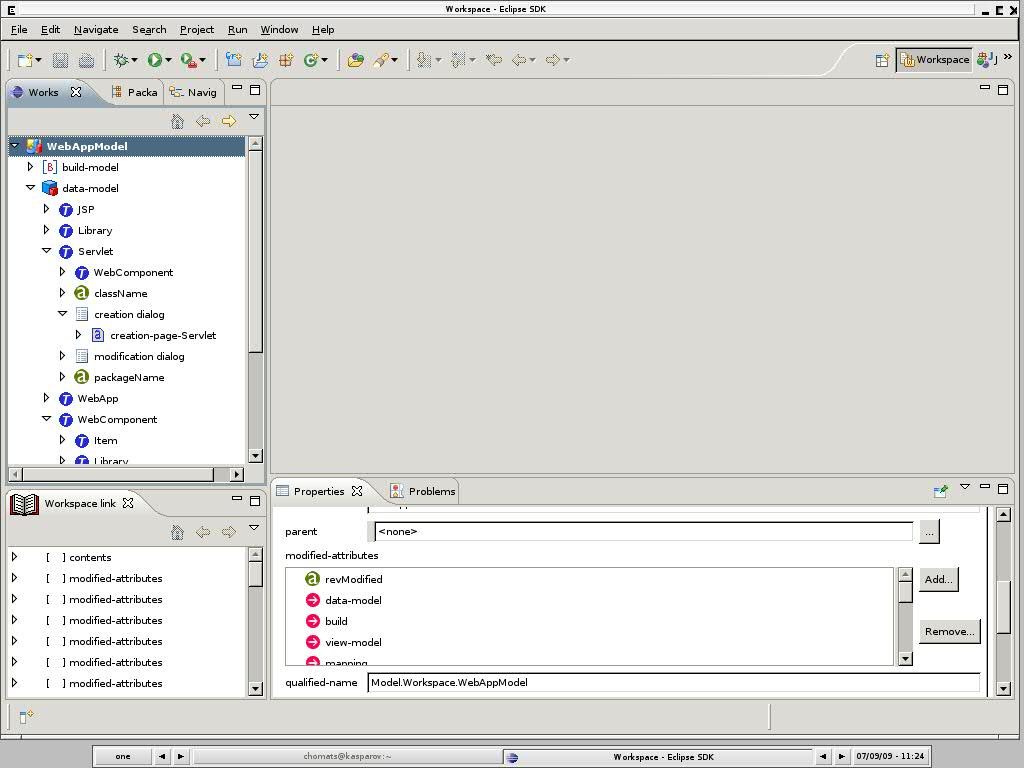 Workspace - Eclipse SDK
File Edit Navigate Search Project Run Window Help
Workspace J »
Works Packa Navig
WebAppModel
[B] build-model
data-model
T JSP
T Library
T Servlet
T WebComponent
a className
creation dialog
a creation-page-Servlet
modification dialog
a packageName
T WebApp
T WebComponent
T Item
T Library
Workspace link
[ ] contents
[ ] modified-attributes
[ ] modified-attributes
[ ] modified-attributes
[ ] modified-attributes
[ ] modified-attributes
[ ] modified-attributes
Properties Problems
parent <none> ...
modified-attributes
a revModified
data-model
build
view-model
mapping
Add...
Remove...
qualified-name Model.Workspace.WebAppModel
one chomats@kasparov:~ Workspace - Eclipse SDK 07/09/09 - 11:24